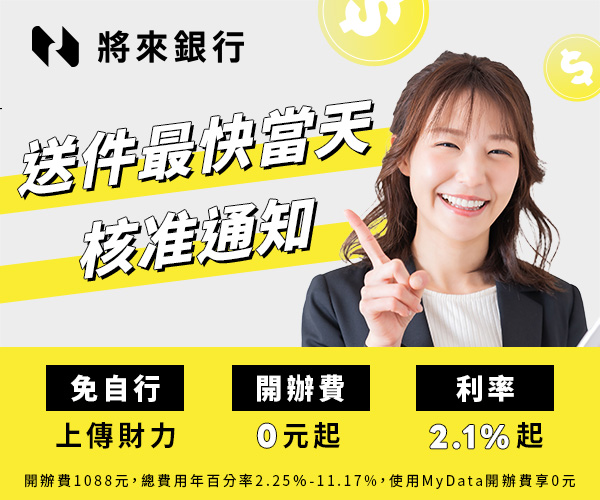 將來銀行
送件最快當天
核准通知
免自行
上傳財力
開辦費
0元起
利率
2.1%起
開辦費1088元，總費用年百分率2.25%-11.17%，使用MyData開辦費享0元